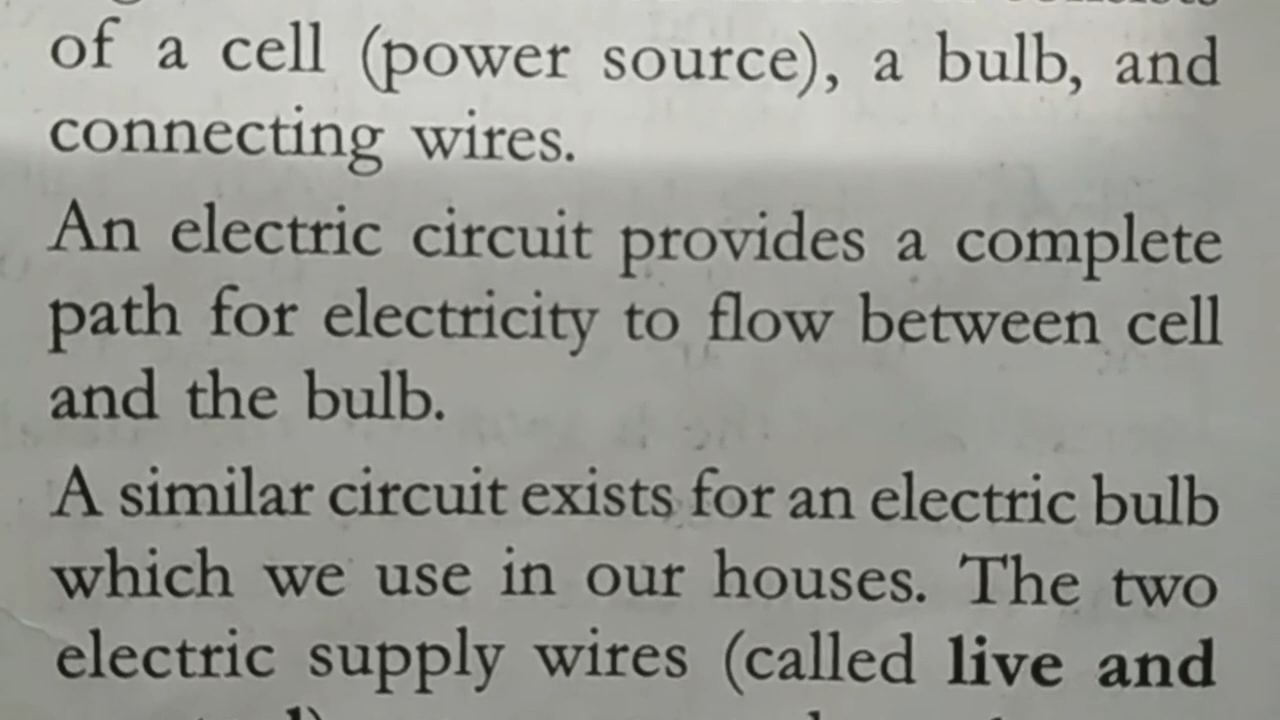 of a cell (power source), a bulb, and
connecting wires.
An electric circuit provides a complete
path for electricity to flow between cell
and the bulb.
A similar circuit exists for an electric bulb
which we use in our houses. The two
electric supply wires (called live and